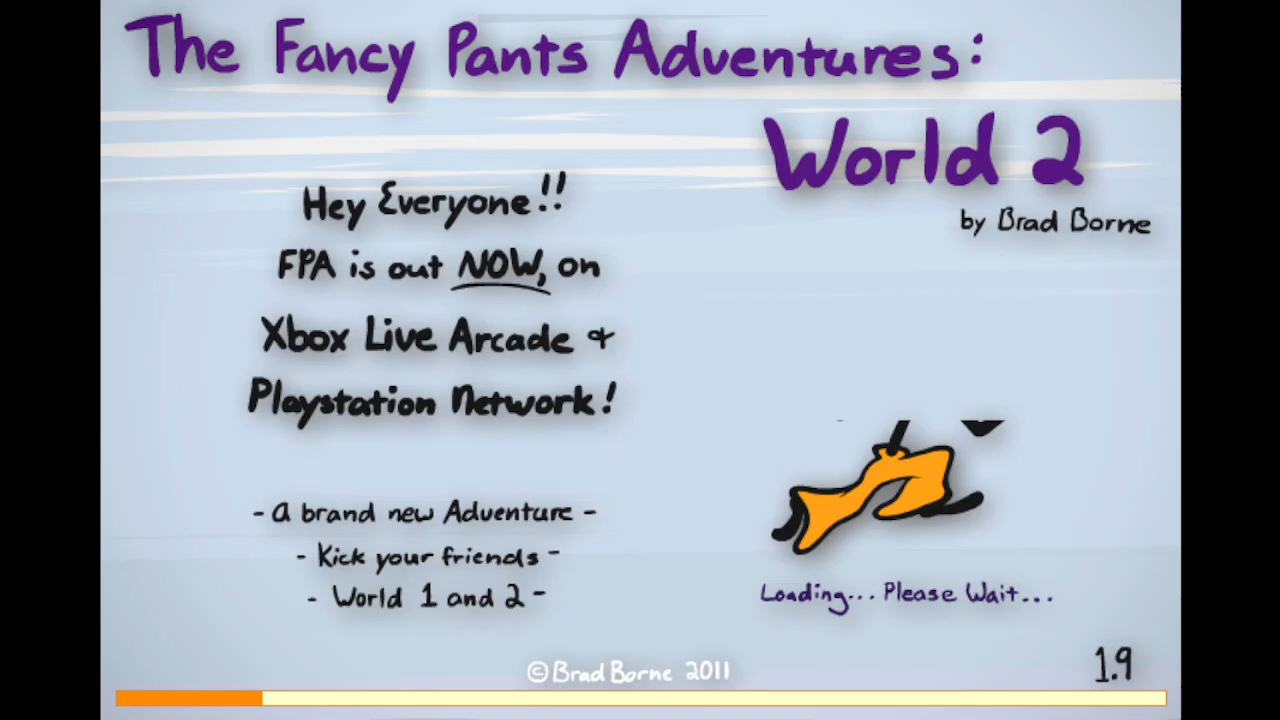 The Fancy Pants Adventures:
World 2
by Brad Borne
Hey Everyone!!
FPA is out NOW, on
Xbox Live Arcade &
Playstation Network!
- A brand new Adventure -
- Kick your friends -
- World 1 and 2 -
Loading... Please Wait...
1.9
©Brad Borne 2011